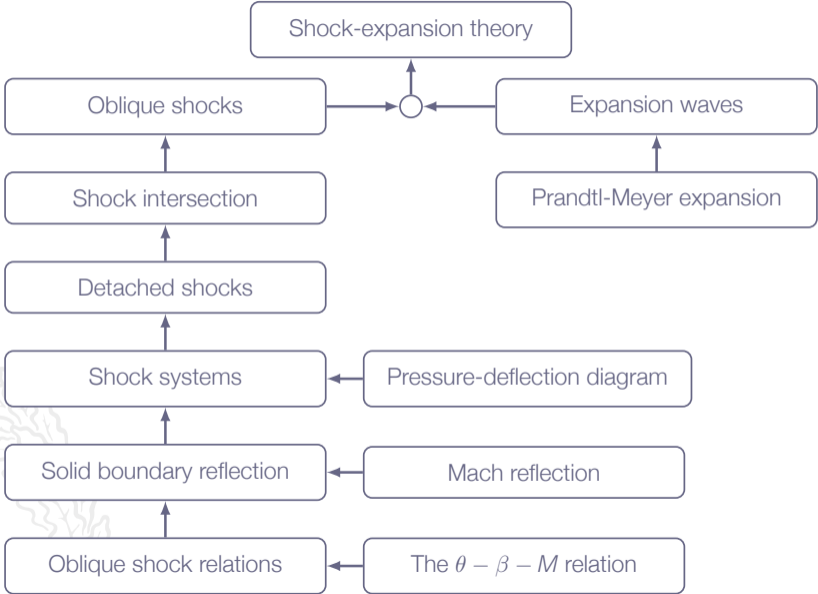 Shock-expansion theory
Oblique shocks
Expansion waves
Shock intersection
Prandtl-Meyer expansion
Detached shocks
Shock systems
Pressure-deflection diagram
Solid boundary reflection
Mach reflection
Oblique shock relations
The θ − β − M relation